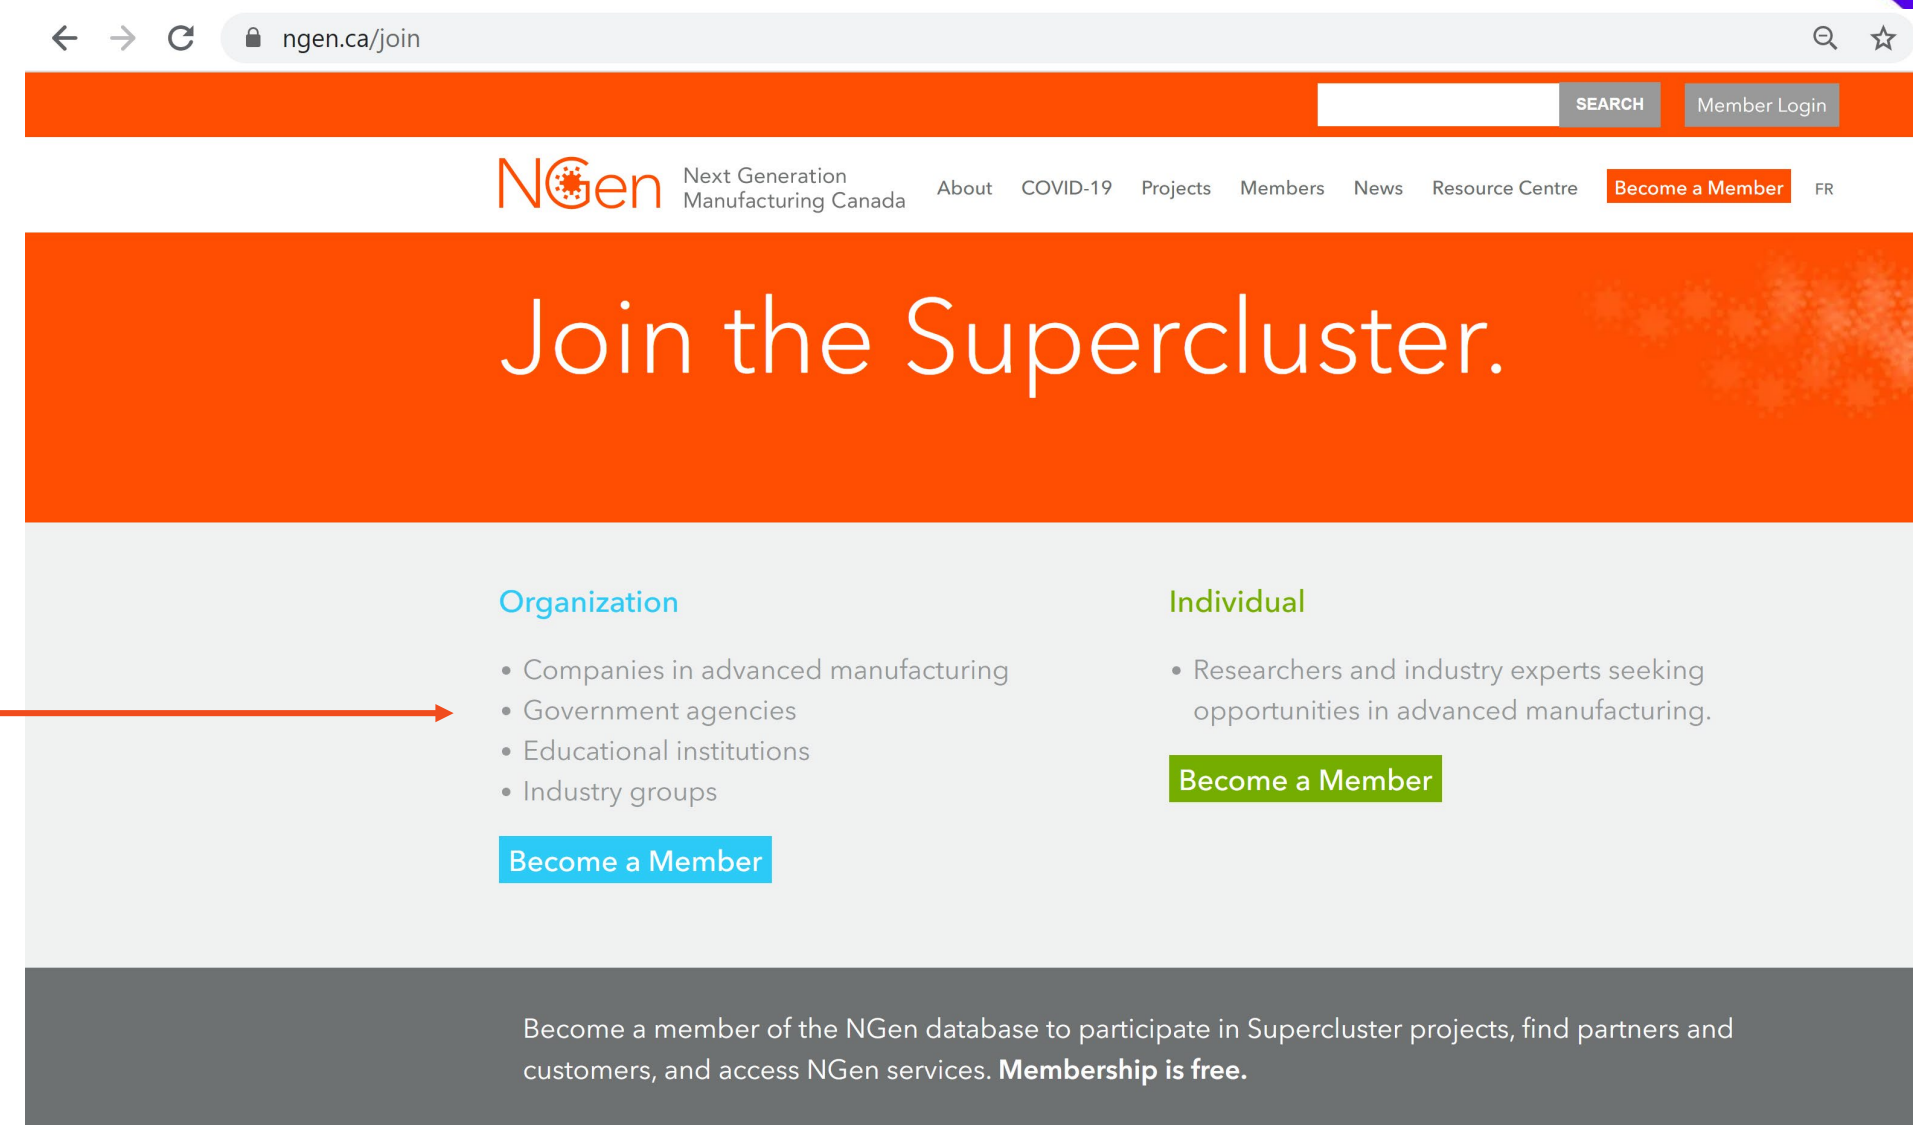 ngen.ca/join
SEARCH
Member Login
NGen
Next Generation
Manufacturing Canada
About COVID-19 Projects Members News Resource Centre Become a Member FR
Join the Supercluster.
Organization
• Companies in advanced manufacturing
• Government agencies
• Educational institutions
• Industry groups
Become a Member
Individual
• Researchers and industry experts seeking
opportunities in advanced manufacturing.
Become a Member
Become a member of the NGen database to participate in Supercluster projects, find partners and
customers, and access NGen services. Membership is free.